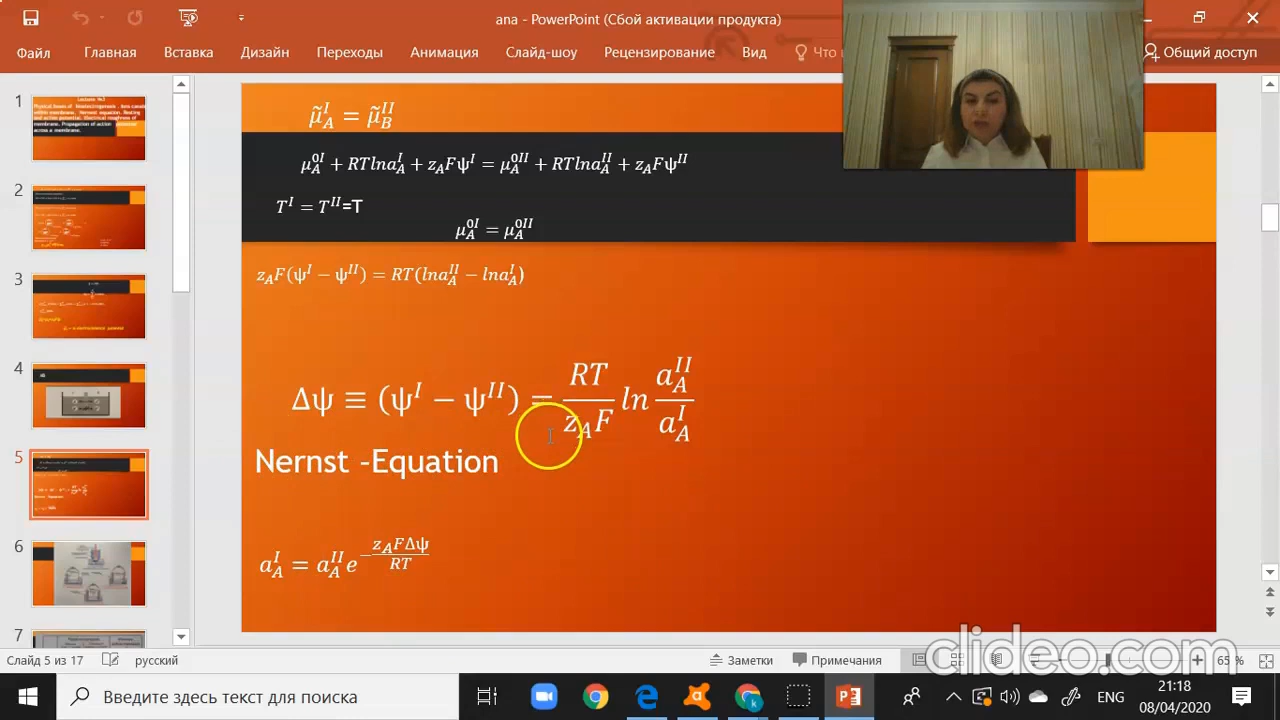 ana - PowerPoint (Сбой активации продукта)
Файл Главная Вставка Дизайн Переходы Анимация Слайд-шоу Рецензирование Вид Что Общий доступ
1
2
3
4
5
6
7
μ̃_A^I = μ̃_B^II
μ_A^0I + RTlna_A^I + z_AFψ^I = μ_A^0II + RTlna_A^II + z_AFψ^II
T^I = T^II=T
μ_A^0I = μ_A^0II
z_AF(ψ^I − ψ^II) = RT(lna_A^II − lna_A^I)
Δψ ≡ (ψ^I − ψ^II) = RT/z_AF ln a_A^II/a_A^I
Nernst -Equation
a_A^I = a_A^II e^−z_AFΔψ/RT
clideo.com
Слайд 5 из 17 русский Заметки Примечания 65 %
Введите здесь текст для поиска
ENG
21:18
08/04/2020